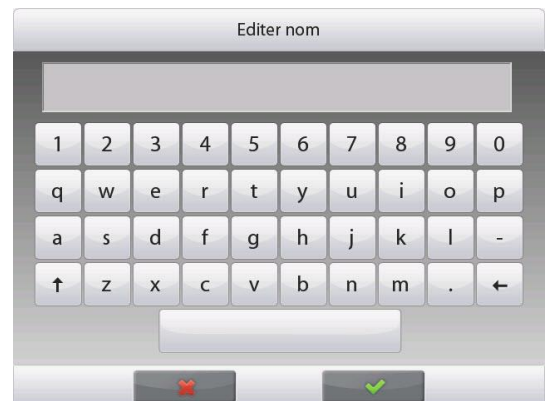 Editer nom
1 2 3 4 5 6 7 8 9 0
q w e r t y u i o p
a s d f g h j k l -
↑ z x c v b n m . ←